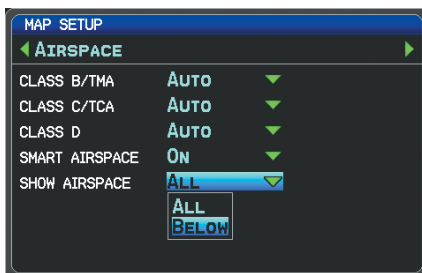 MAP SETUP
AIRSPACE
CLASS B/TMA AUTO
CLASS C/TCA AUTO
CLASS D AUTO
SMART AIRSPACE ON
SHOW AIRSPACE ALL
ALL
BELOW